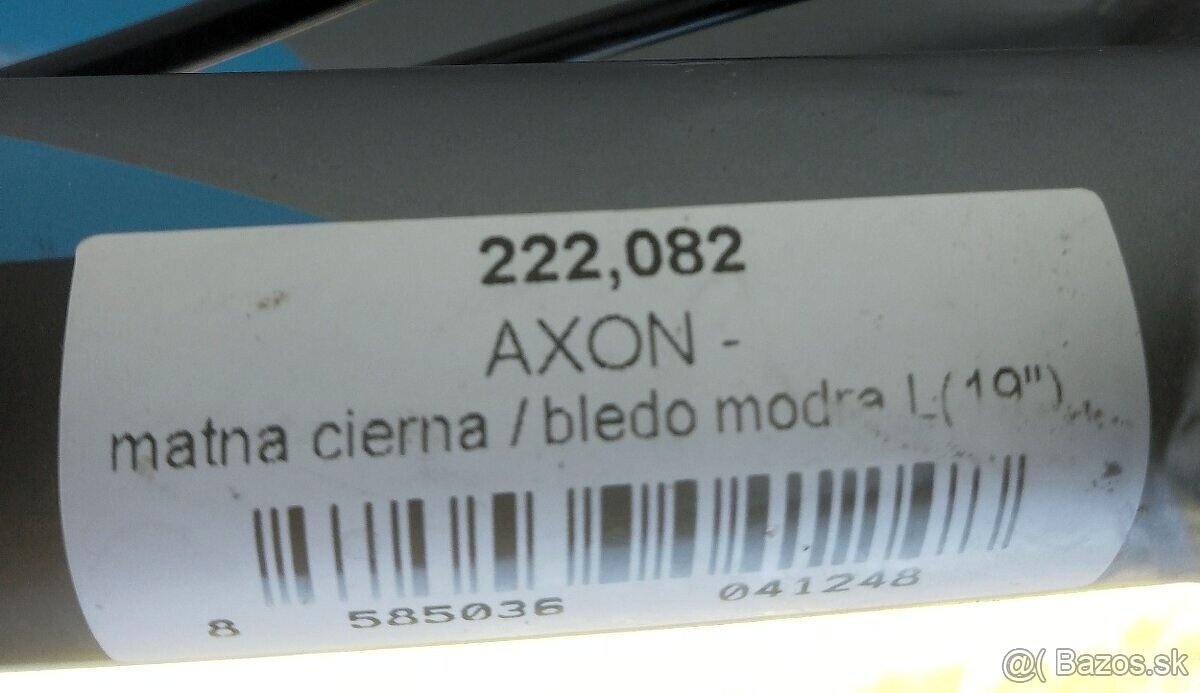 222,082
AXON -
matna cierna / bledo modra L(19")
8 585036 041248
@( Bazos.sk